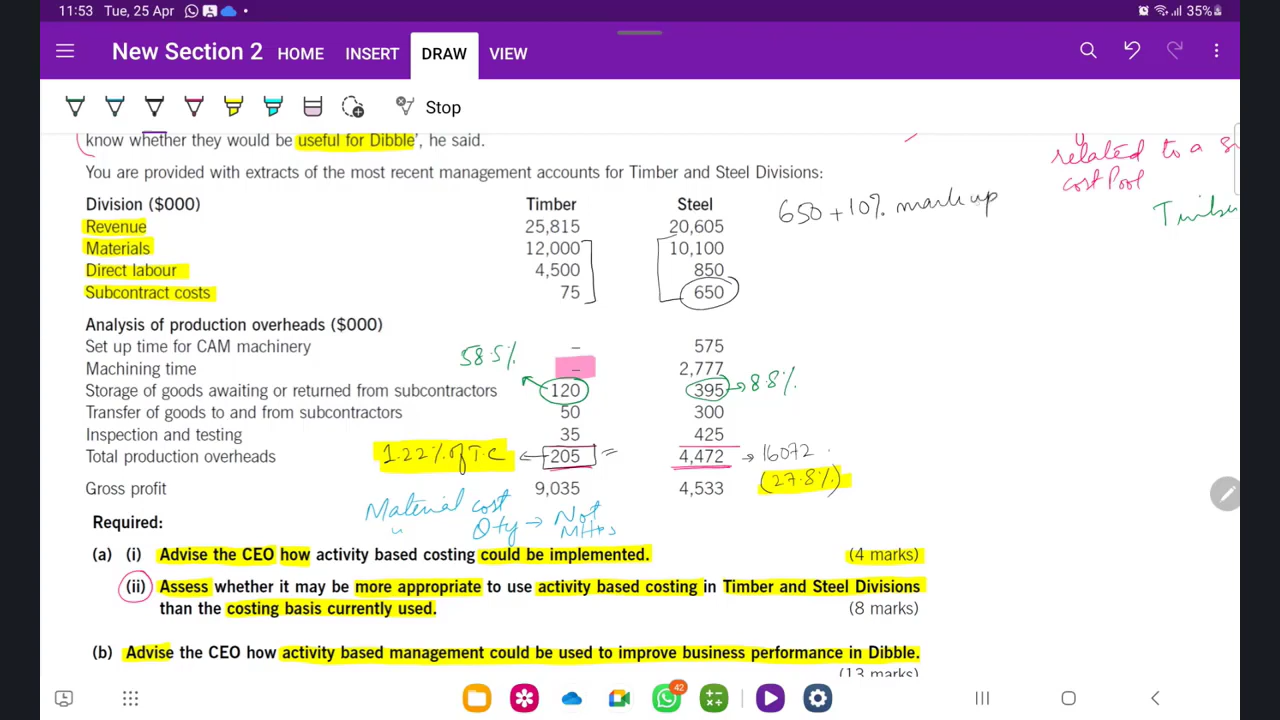 11:53 Tue, 25 Apr 35%
New Section 2 HOME INSERT DRAW VIEW
Stop
know whether they would be useful for Dibble', he said.
You are provided with extracts of the most recent management accounts for Timber and Steel Divisions:
related to a S
cost Pool
Timber
Division ($000) Timber Steel
650 + 10% mark up
Revenue 25,815 20,605
Materials 12,000 10,100
Direct labour 4,500 850
Subcontract costs 75 650
Analysis of production overheads ($000)
Set up time for CAM machinery – 575
58.5%
Machining time – 2,777
Storage of goods awaiting or returned from subcontractors 120 395 8.8%
Transfer of goods to and from subcontractors 50 300
Inspection and testing 35 425
Total production overheads 1.22% of T.C 205 = 4,472 16072
(27.8%)
Gross profit 9,035 4,533
Material cost
Qty → Not
MHrs
Required:
(a) (i) Advise the CEO how activity based costing could be implemented. (4 marks)
(ii) Assess whether it may be more appropriate to use activity based costing in Timber and Steel Divisions
than the costing basis currently used. (8 marks)
(b) Advise the CEO how activity based management could be used to improve business performance in Dibble.
(13 marks)
42